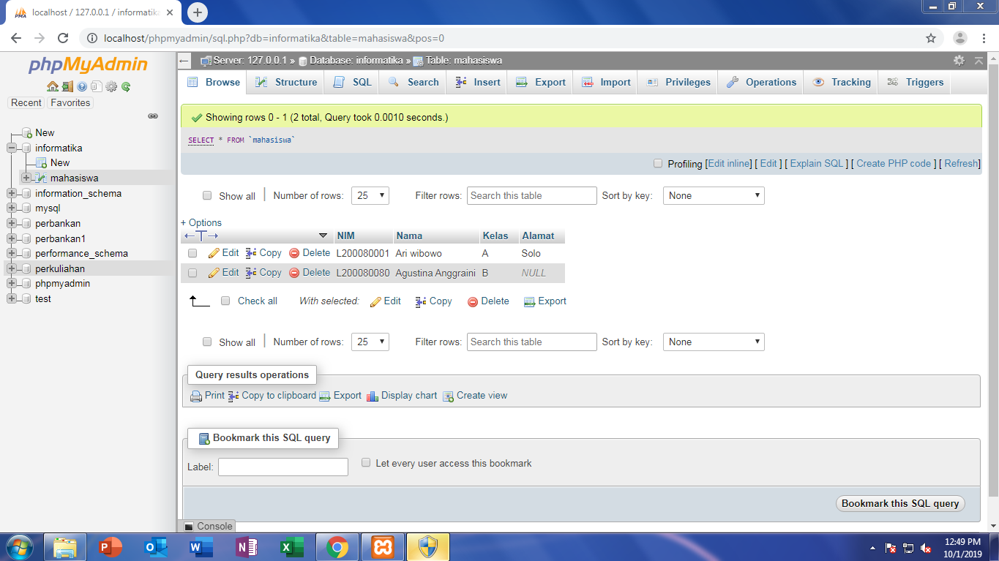 localhost / 127.0.0.1 / informatika
localhost/phpmyadmin/sql.php?db=informatika&table=mahasiswa&pos=0
phpMyAdmin
Recent Favorites
New
informatika
New
mahasiswa
information_schema
mysql
perbankan
perbankan1
performance_schema
perkuliahan
phpmyadmin
test
Server: 127.0.0.1 » Database: informatika » Table: mahasiswa
Browse Structure SQL Search Insert Export Import Privileges Operations Tracking Triggers
Showing rows 0 - 1 (2 total, Query took 0.0010 seconds.)
SELECT * FROM `mahasiswa`
Profiling [Edit inline] [ Edit ] [ Explain SQL ] [ Create PHP code ] [ Refresh]
Show all Number of rows: 25 Filter rows: Search this table Sort by key: None
+ Options
←T→ NIM Nama Kelas Alamat
Edit Copy Delete L200080001 Ari wibowo A Solo
Edit Copy Delete L200080080 Agustina Anggraini B NULL
Check all With selected: Edit Copy Delete Export
Show all Number of rows: 25 Filter rows: Search this table Sort by key: None
Query results operations
Print Copy to clipboard Export Display chart Create view
Bookmark this SQL query
Label: Let every user access this bookmark
Bookmark this SQL query
Console
12:49 PM
10/1/2019